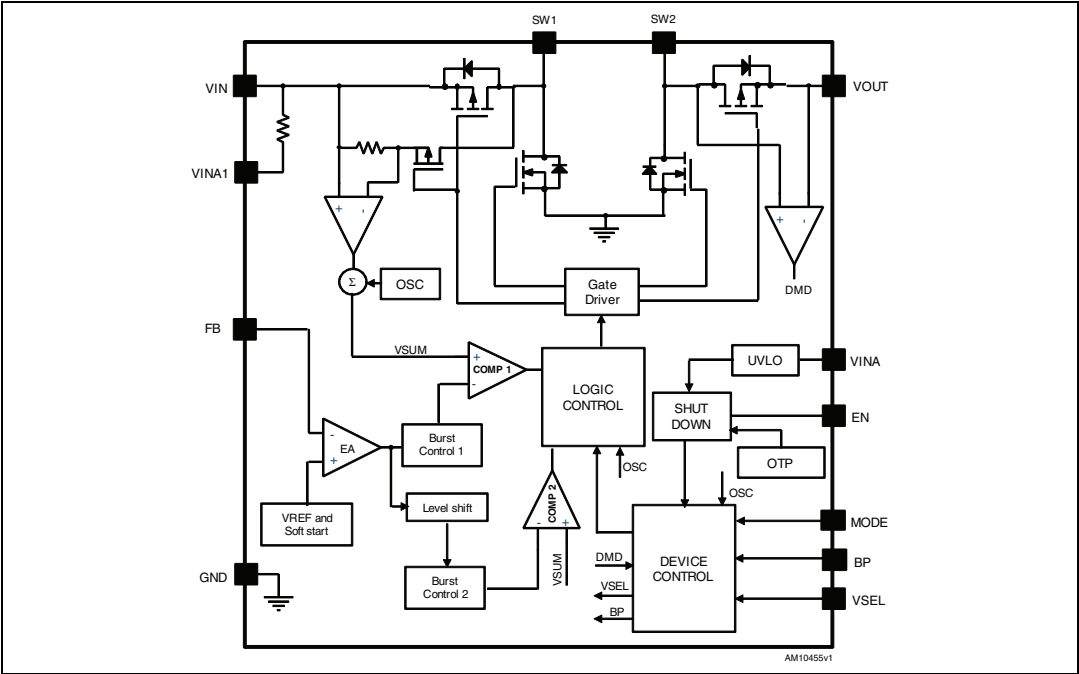 SW1
SW2
VIN
VOUT
VINA1
+ -
+ -
Σ
OSC
Gate
Driver
DMD
FB
VSUM
+
COMP 1
-
LOGIC
CONTROL
UVLO
VINA
SHUT
DOWN
EN
-
EA
+
Burst
Control 1
OTP
OSC
COMP 2
- +
OSC
Level shift
VREF and
Soft start
MODE
DMD
DEVICE
CONTROL
BP
GND
Burst
Control 2
VSUM
VSEL
VSEL
BP
AM10455v1